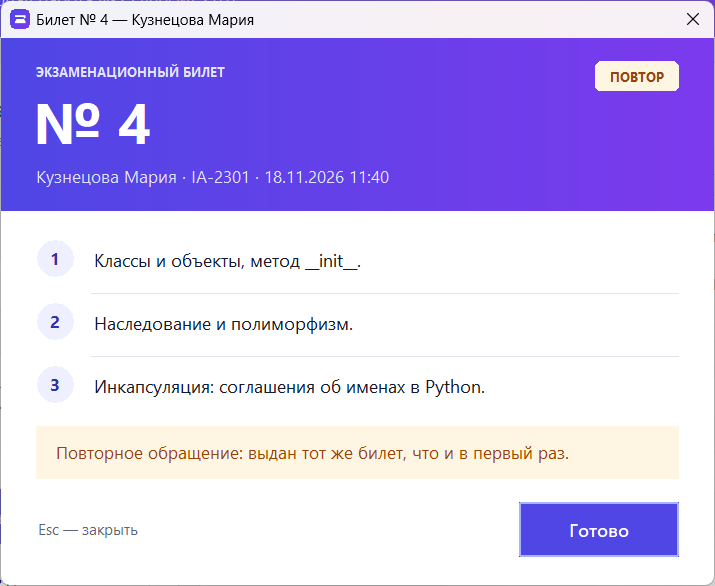 Билет № 4 — Кузнецова Мария
ЭКЗАМЕНАЦИОННЫЙ БИЛЕТ
ПОВТОР
№ 4
Кузнецова Мария · IA-2301 · 18.11.2026 11:40
1 Классы и объекты, метод __init__.
2 Наследование и полиморфизм.
3 Инкапсуляция: соглашения об именах в Python.
Повторное обращение: выдан тот же билет, что и в первый раз.
Esc — закрыть
Готово